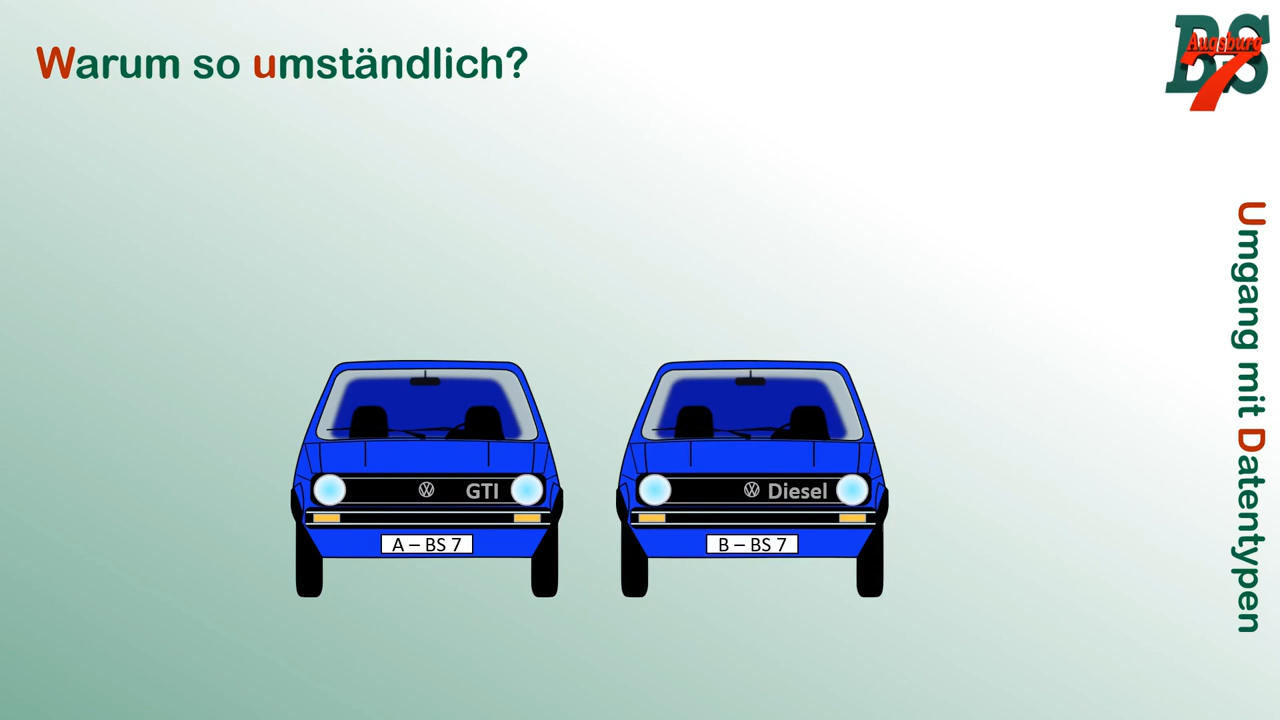 Warum so umständlich?
BS
Augsburg
7
Umgang mit Datentypen
GTI
Diesel
A – BS 7
B – BS 7